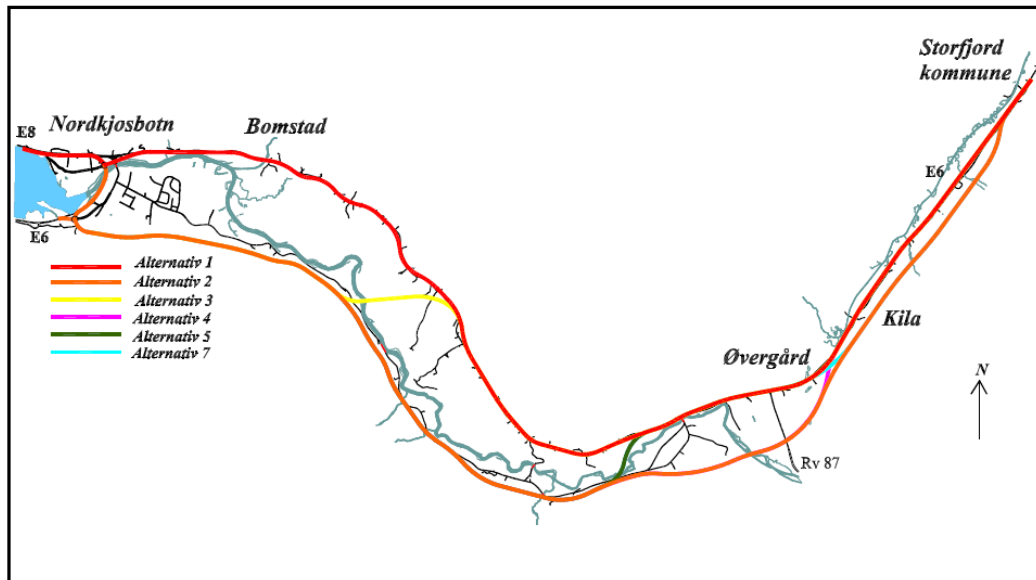 Storfjord
kommune
Nordkjosbotn
Bomstad
E8
E6
E6
Alternativ 1
Alternativ 2
Alternativ 3
Alternativ 4
Alternativ 5
Alternativ 7
Kila
Øvergård
N
Rv 87